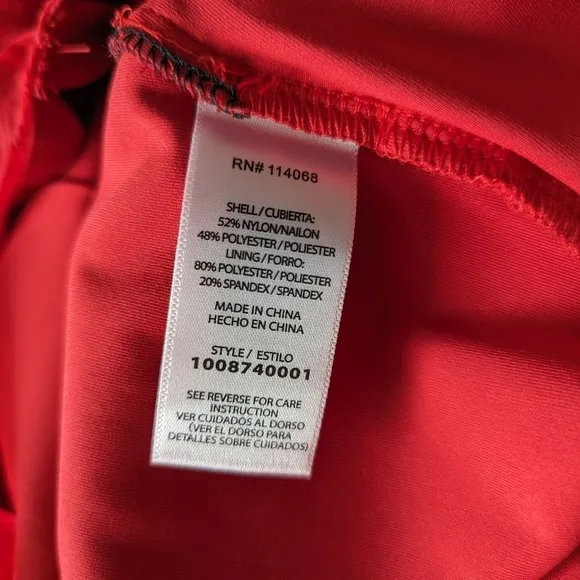 RN# 114068
SHELL / CUBIERTA:
52% NYLON/NAILON
48% POLYESTER / POLIESTER
LINING / FORRO:
80% POLYESTER / POLIESTER
20% SPANDEX / SPANDEX
MADE IN CHINA
HECHO EN CHINA
STYLE / ESTILO
1008740001
SEE REVERSE FOR CARE
INSTRUCTION
VER CUIDADOS AL DORSO
(VER EL DORSO PARA
DETALLES SOBRE CUIDADOS)